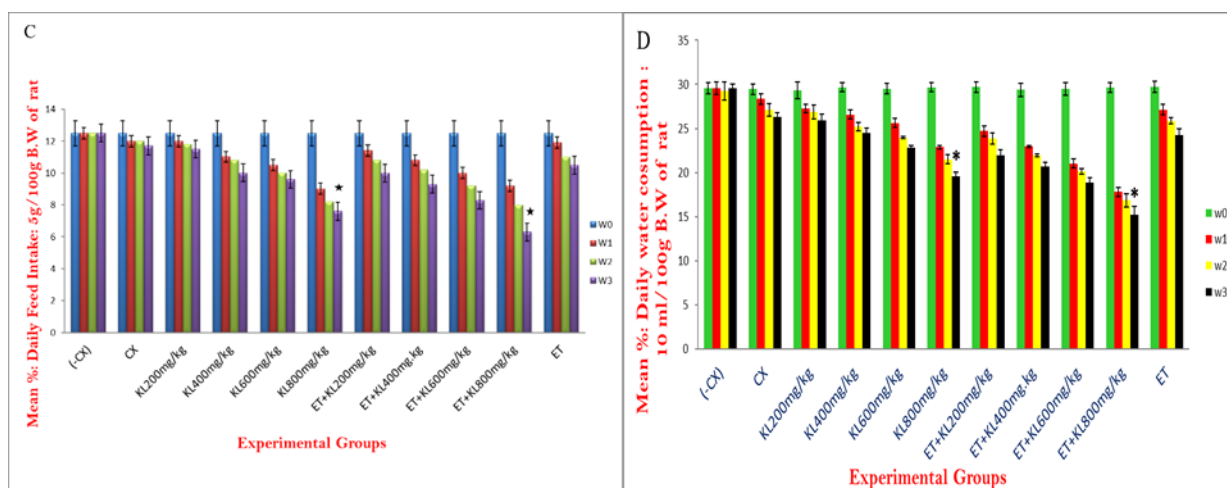 C
Mean %: Daily Feed Intake: 5g/100g B.W of rat
14
12
10
8
6
4
2
0
★
★
W0
W1
W2
W3
(-CX)
CX
KL200mg/kg
KL400mg/kg
KL600mg/kg
KL800mg/kg
ET+KL200mg/kg
ET+KL400mg.kg
ET+KL600mg/kg
ET+KL800mg/kg
ET
Experimental Groups
D
Mean %: Daily water cosumption :
10 ml/100g B.W of rat
35
30
25
20
15
10
5
0
*
*
w0
w1
w2
w3
(-CX)
CX
KL200mg/kg
KL400mg/kg
KL600mg/kg
KL800mg/kg
ET+KL200mg/kg
ET+KL400mg.kg
ET+KL600mg/kg
ET+KL800mg/kg
ET
Experimental Groups